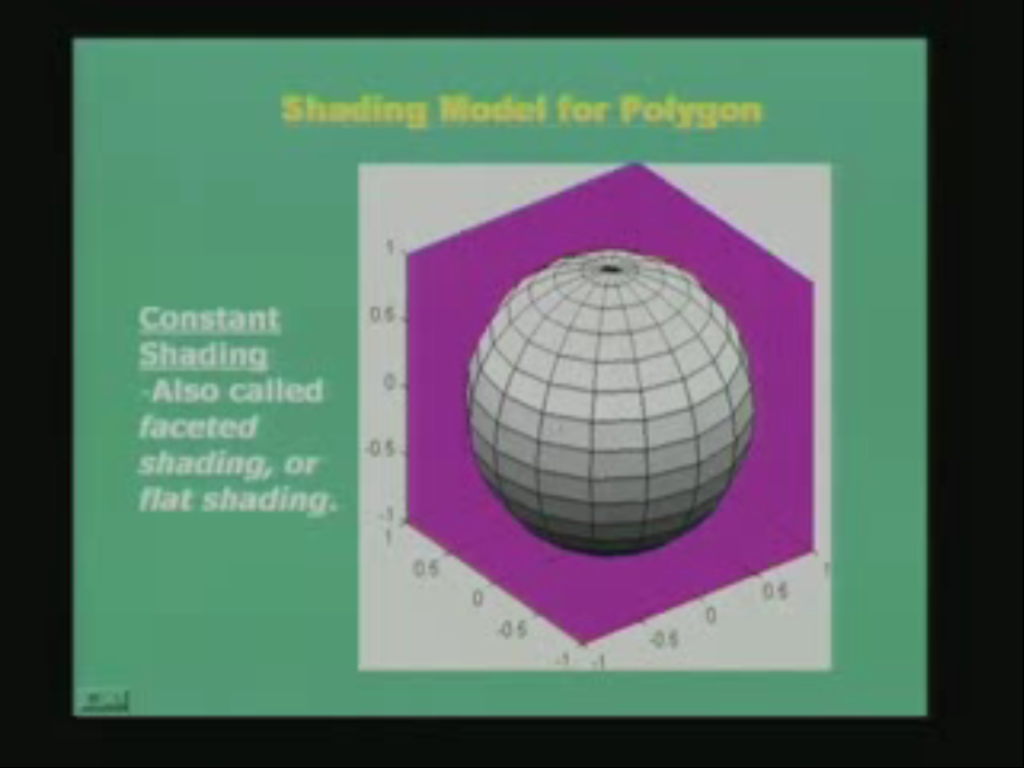 Shading Model for Polygon
Constant
Shading
-Also called
faceted
shading, or
flat shading.
1
0.5
0
-0.5
-1
1
0.5
0
-0.5
-1
-1
-0.5
0
0.5
1